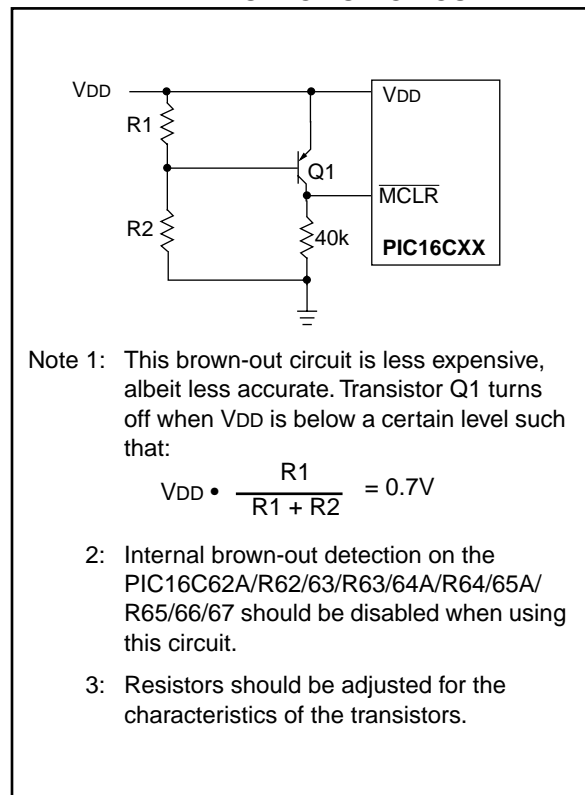 VDD
VDD
R1
Q1
MCLR
R2
40k
PIC16CXX
Note 1: This brown-out circuit is less expensive,
albeit less accurate. Transistor Q1 turns
off when VDD is below a certain level such
that:
VDD • R1 / R1 + R2 = 0.7V
2: Internal brown-out detection on the
PIC16C62A/R62/63/R63/64A/R64/65A/
R65/66/67 should be disabled when using
this circuit.
3: Resistors should be adjusted for the
characteristics of the transistors.